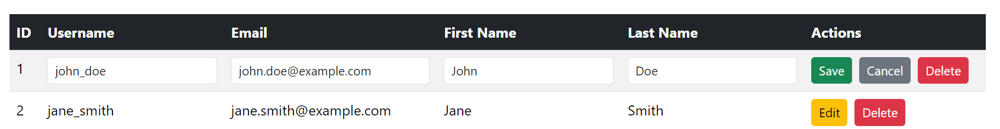 ID Username Email First Name Last Name Actions
1 john_doe john.doe@example.com John Doe Save Cancel Delete
2 jane_smith jane.smith@example.com Jane Smith Edit Delete